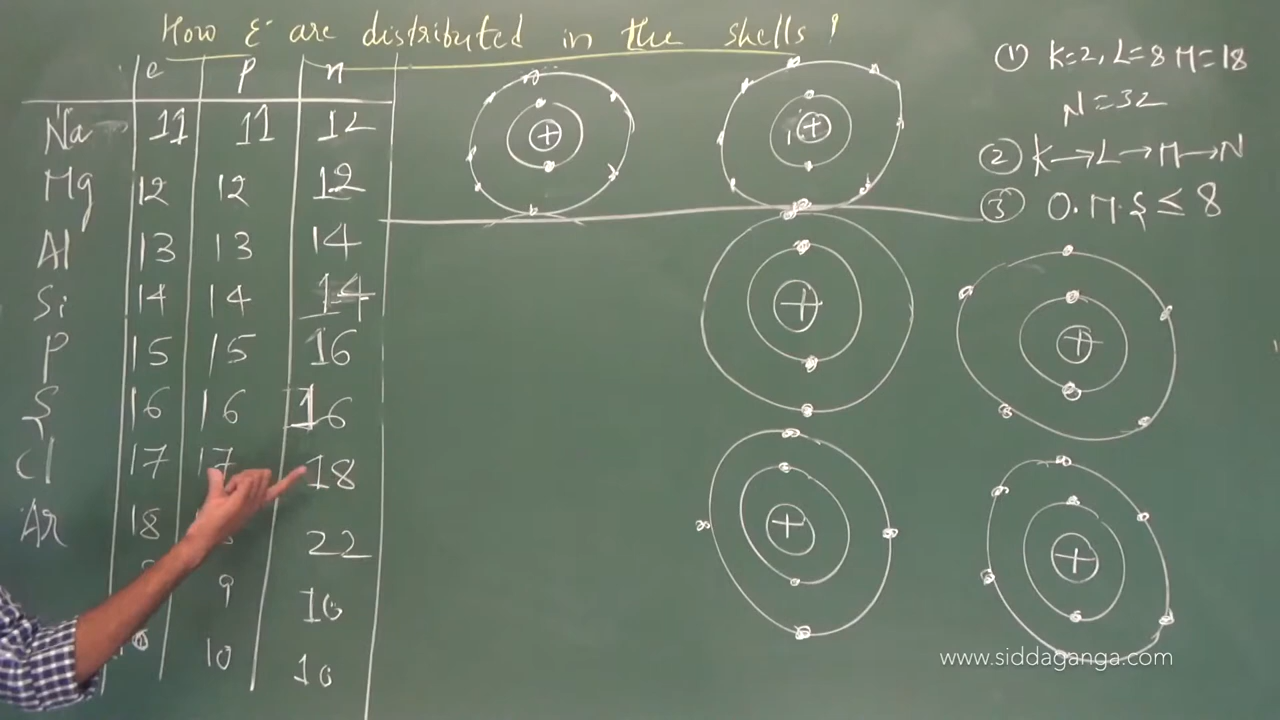 How ē are distributed in the shells?
e p n
Na 11 11 12
Mg 12 12 12
Al 13 13 14
Si 14 14 14
P 15 15 16
S 16 16 16
Cl 17 17 18
Ar 18 22
9 10
10 10
+
+
+
+
+
+
① K=2, L=8 M=18
N=32
② K→L→M→N
③ O.M.S ≤ 8
www.siddaganga.com